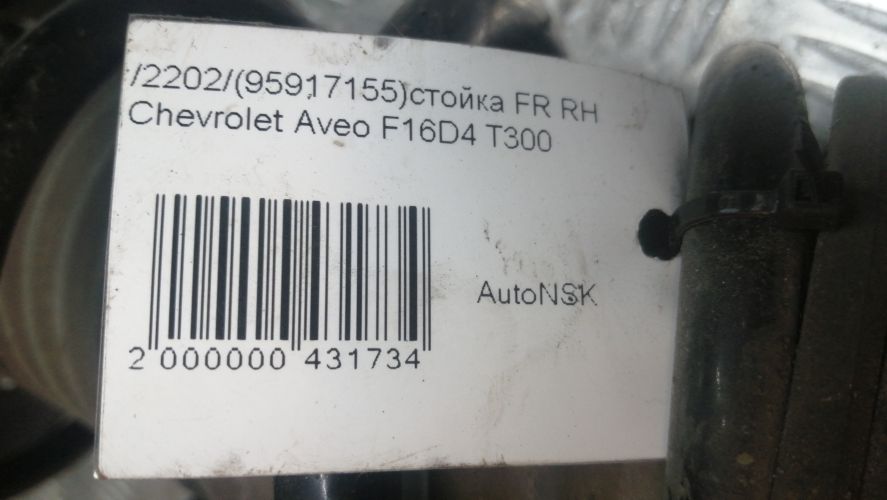 /2202/(95917155)стойка FR RH
Chevrolet Aveo F16D4 T300
AutoNSK
2 000000 431734